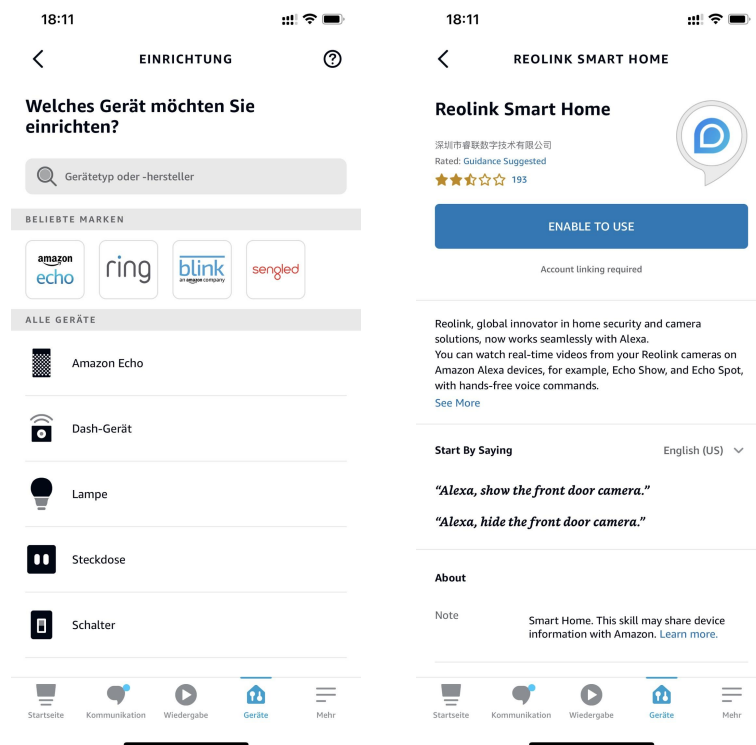 18:11
EINRICHTUNG
Welches Gerät möchten Sie
einrichten?
Gerätetyp oder -hersteller
BELIEBTE MARKEN
amazon
echo
ring
blink
an amazon company
sengled
ALLE GERÄTE
Amazon Echo
Dash-Gerät
Lampe
Steckdose
Schalter
Startseite
Kommunikation
Wiedergabe
Geräte
Mehr
18:11
REOLINK SMART HOME
Reolink Smart Home
深圳市睿联数字技术有限公司
Rated: Guidance Suggested
193
ENABLE TO USE
Account linking required
Reolink, global innovator in home security and camera
solutions, now works seamlessly with Alexa.
You can watch real-time videos from your Reolink cameras on
Amazon Alexa devices, for example, Echo Show, and Echo Spot,
with hands-free voice commands.
See More
Start By Saying
English (US)
“Alexa, show the front door camera.”
“Alexa, hide the front door camera.”
About
Note
Smart Home. This skill may share device
information with Amazon. Learn more.
Startseite
Kommunikation
Wiedergabe
Geräte
Mehr